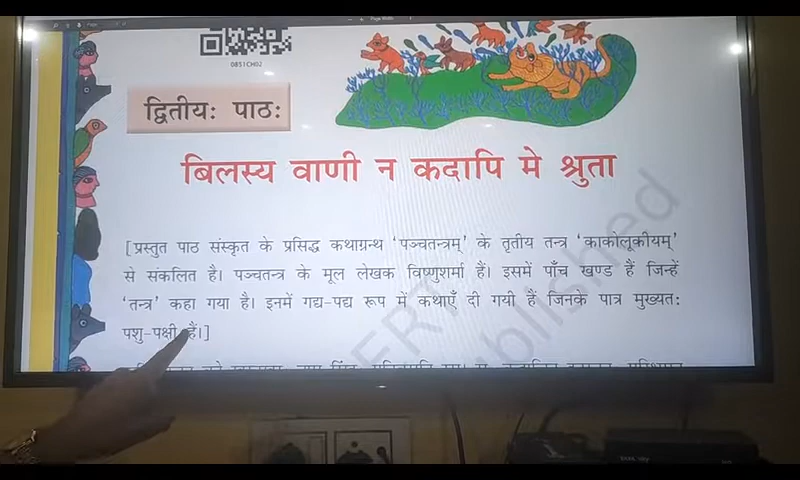 0851CH02
द्वितीयः पाठः
बिलस्य वाणी न कदापि मे श्रुता
[प्रस्तुत पाठ संस्कृत के प्रसिद्ध कथाग्रन्थ 'पञ्चतन्त्रम्' के तृतीय तन्त्र 'काकोलूकीयम्'
से संकलित है। पञ्चतन्त्र के मूल लेखक विष्णुशर्मा हैं। इसमें पाँच खण्ड हैं जिन्हें
'तन्त्र' कहा गया है। इनमें गद्य-पद्य रूप में कथाएँ दी गयी हैं जिनके पात्र मुख्यतः
पशु-पक्षी हैं।]